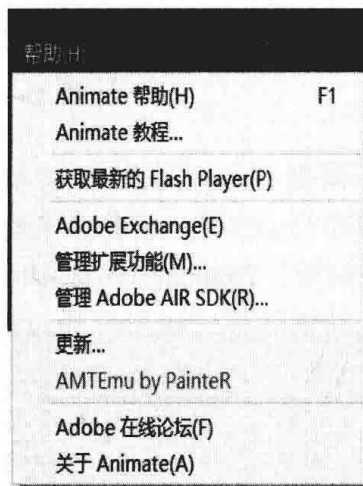 帮助 H
Animate 帮助(H) F1
Animate 教程...
获取最新的 Flash Player(P)
Adobe Exchange(E)
管理扩展功能(M)...
管理 Adobe AIR SDK(R)...
更新...
AMTEmu by PainteR
Adobe 在线论坛(F)
关于 Animate(A)